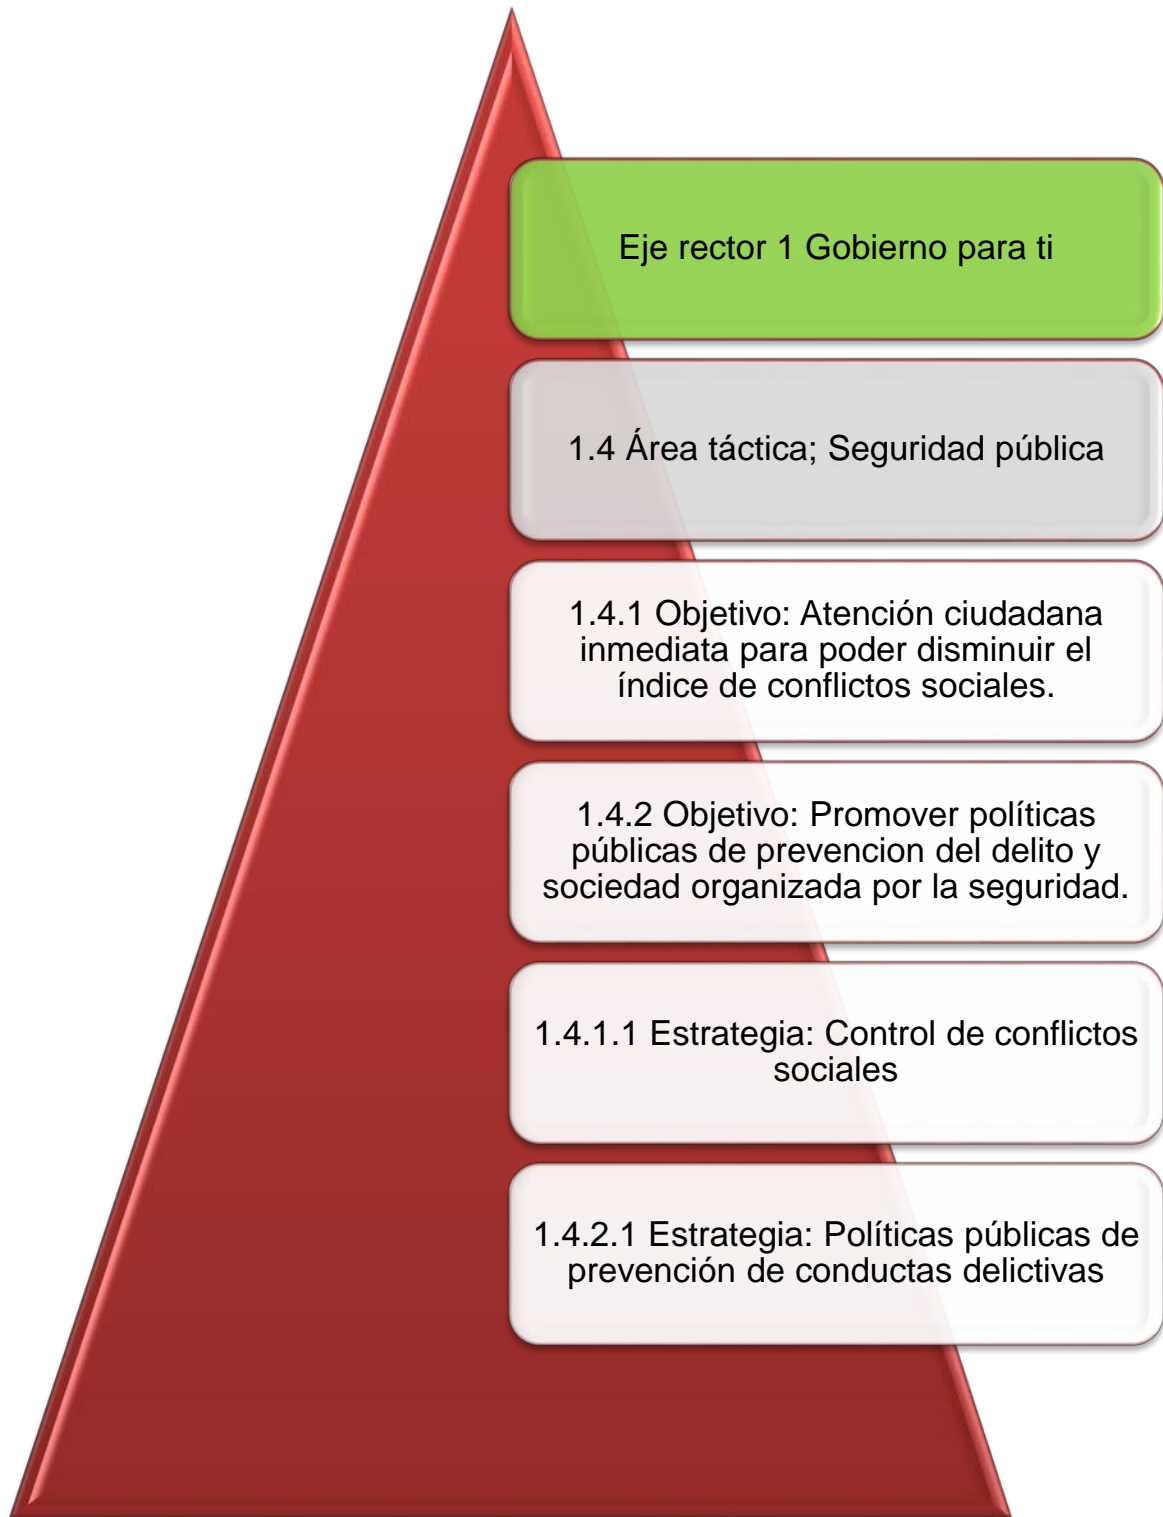 Eje rector 1 Gobierno para ti
1.4 Área táctica; Seguridad pública
1.4.1 Objetivo: Atención ciudadana
inmediata para poder disminuir el
índice de conflictos sociales.
1.4.2 Objetivo: Promover políticas
públicas de prevencion del delito y
sociedad organizada por la seguridad.
1.4.1.1 Estrategia: Control de conflictos
sociales
1.4.2.1 Estrategia: Políticas públicas de
prevención de conductas delictivas